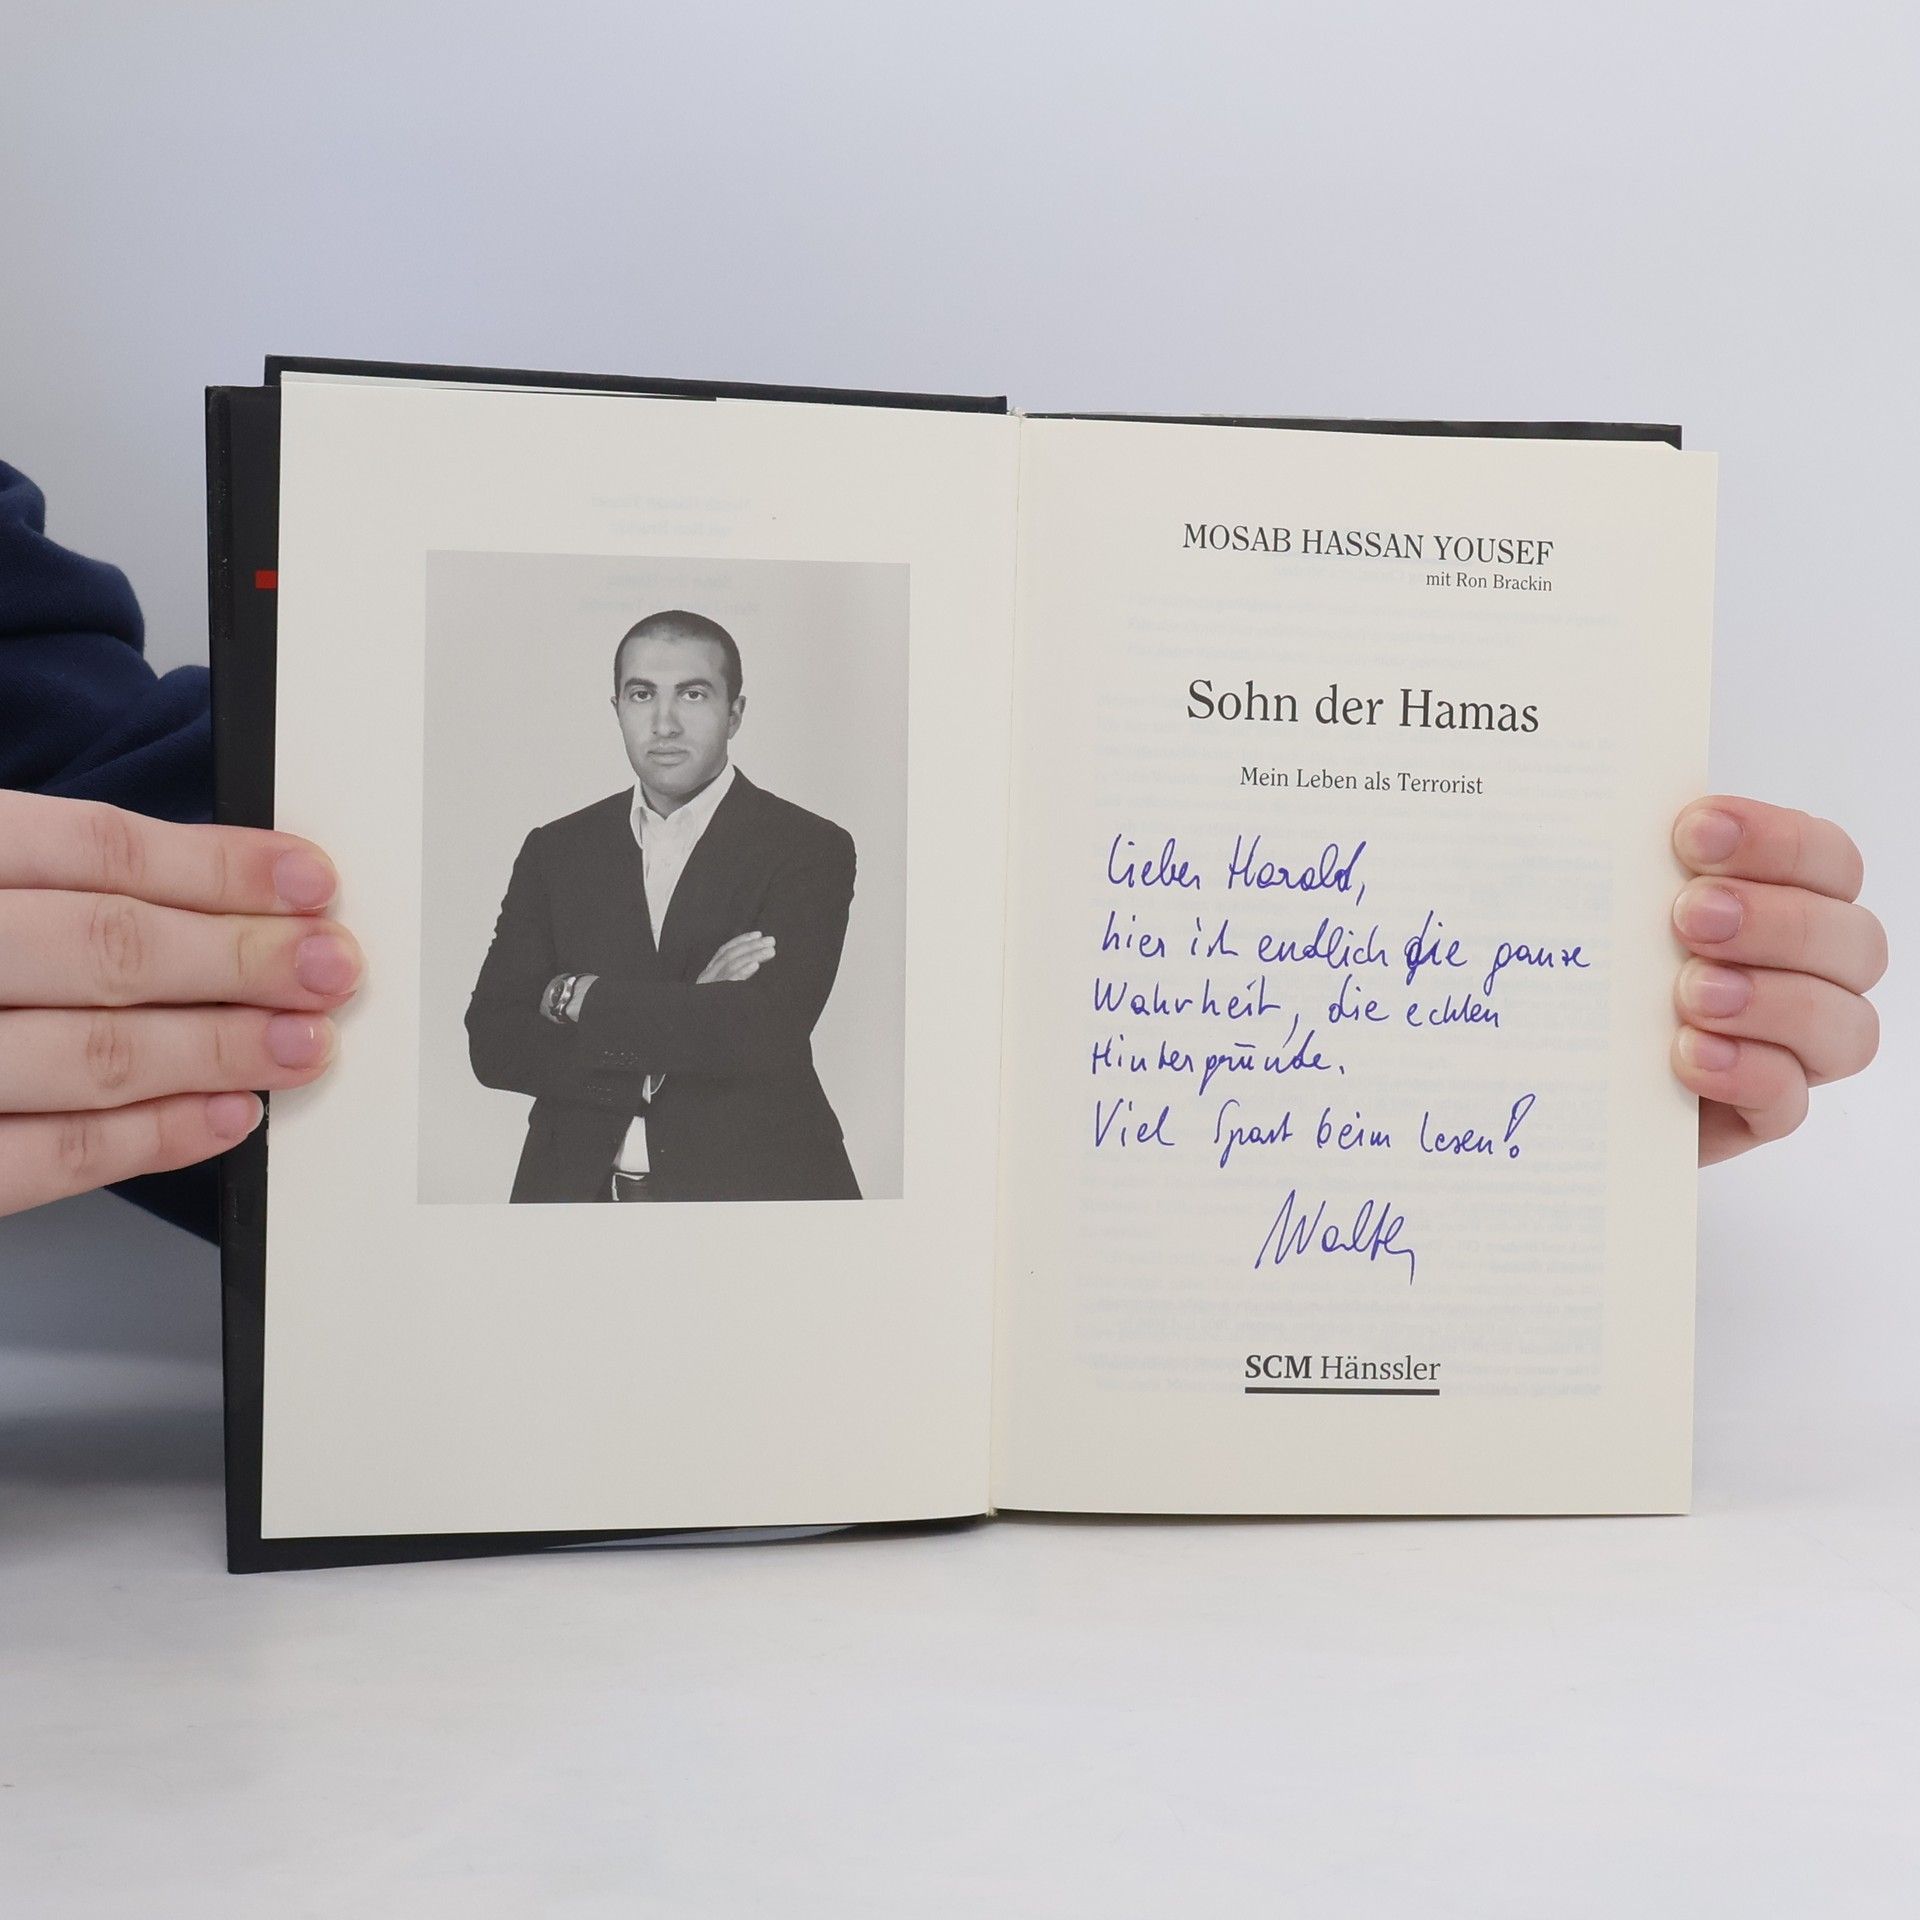 MOSAB HASSAN YOUSEF
mit Ron Brackin
Sohn der Hamas
Mein Leben als Terrorist
Lieber Harald,
hier ist endlich die ganze
Wahrheit, die echten
Hintergründe.
Viel Spaß beim lesen!
Walter
SCM Hänssler